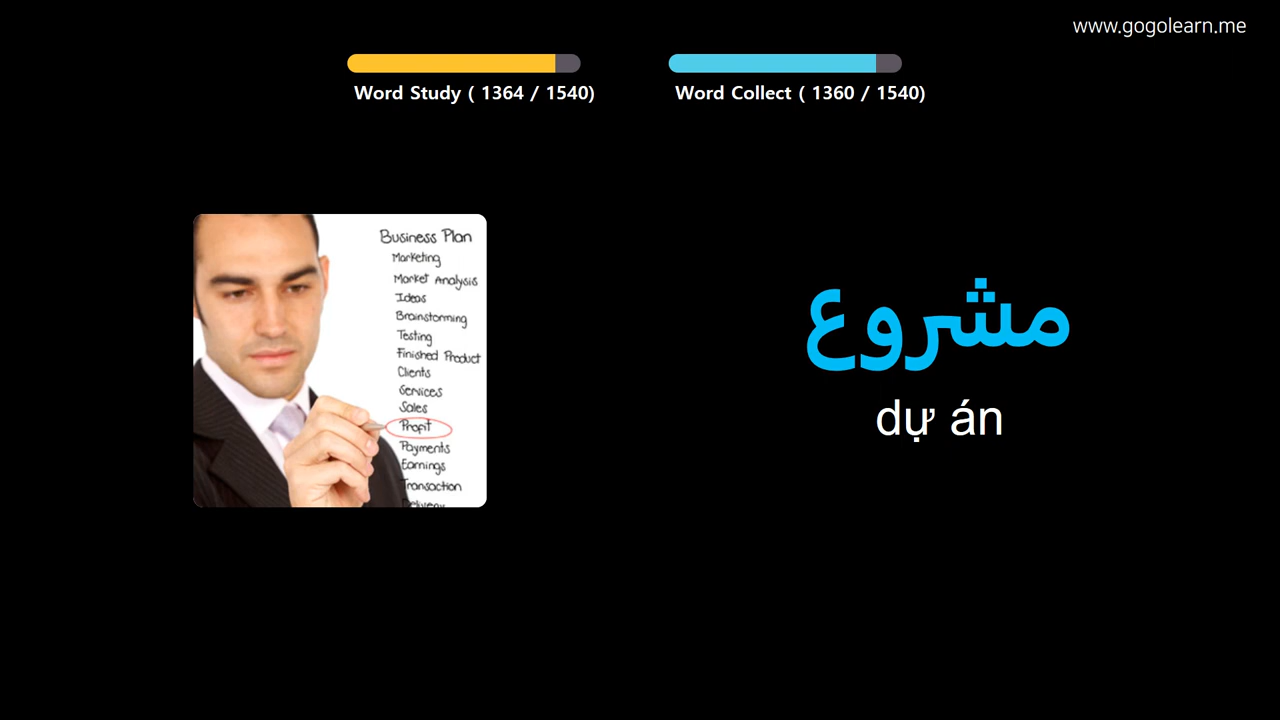 www.gogolearn.me
Word Study ( 1364 / 1540)
Word Collect ( 1360 / 1540)
Business Plan
Marketing
Market Analysis
Ideas
Brainstorming
Testing
Finished Product
Clients
Services
Sales
Profit
Payments
Earnings
Transaction
Delivery
مشروع
dự án